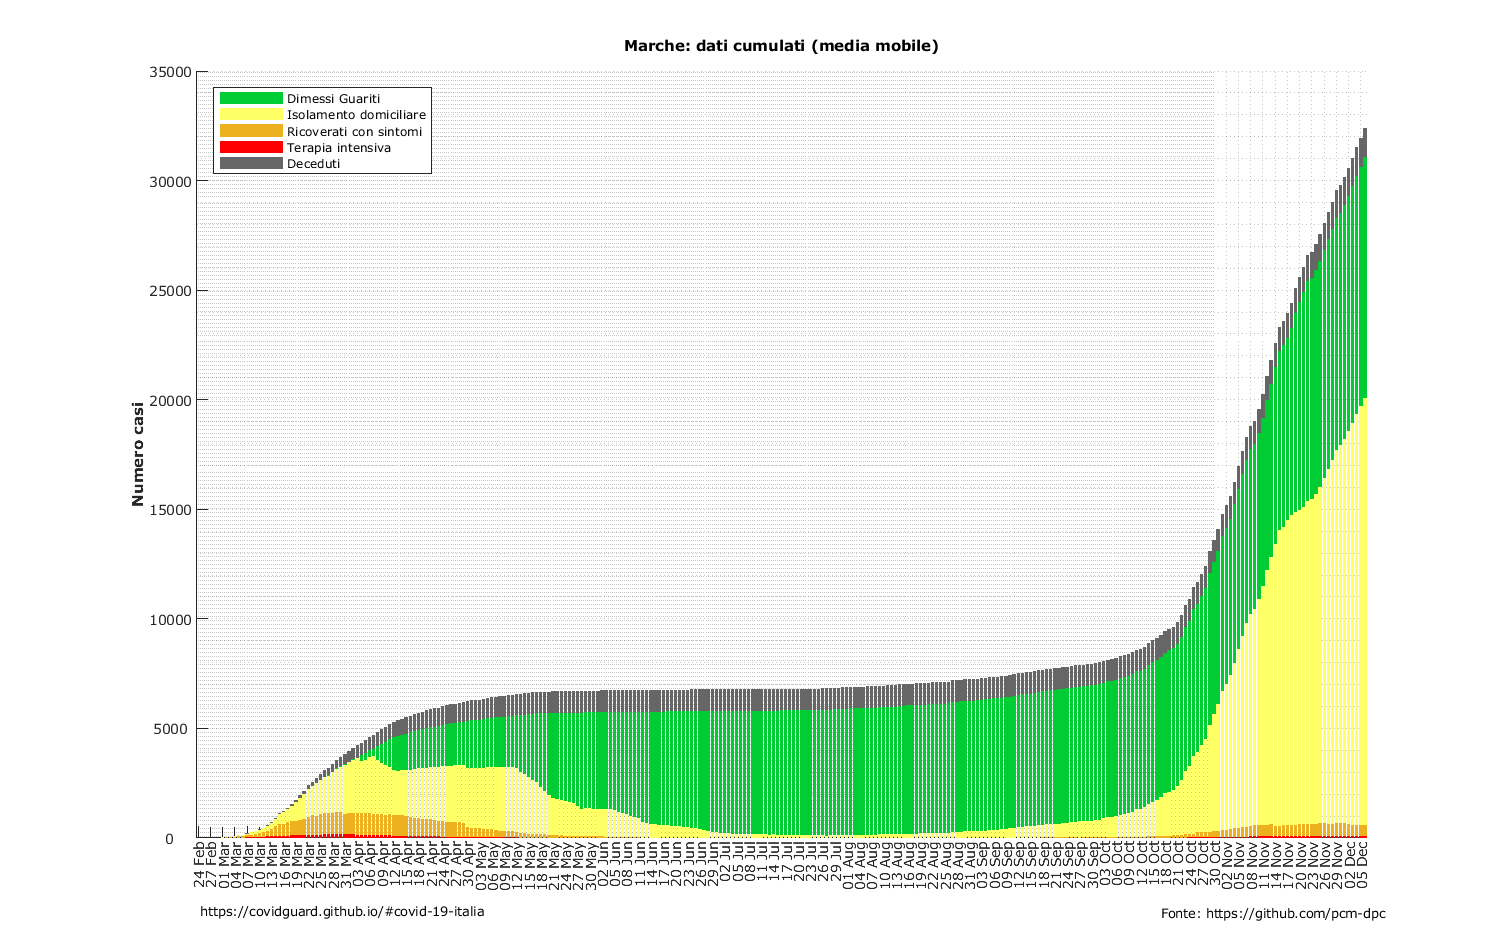 Marche: dati cumulati (media mobile)
Dimessi Guariti
Isolamento domiciliare
Ricoverati con sintomi
Terapia intensiva
Deceduti
Numero casi
35000
30000
25000
20000
15000
10000
5000
0
24 Feb
27 Feb
01 Mar
04 Mar
07 Mar
10 Mar
13 Mar
16 Mar
19 Mar
22 Mar
25 Mar
28 Mar
31 Mar
03 Apr
06 Apr
09 Apr
12 Apr
15 Apr
18 Apr
21 Apr
24 Apr
27 Apr
30 Apr
03 May
06 May
09 May
12 May
15 May
18 May
21 May
24 May
27 May
30 May
02 Jun
05 Jun
08 Jun
11 Jun
14 Jun
17 Jun
20 Jun
23 Jun
26 Jun
29 Jun
02 Jul
05 Jul
08 Jul
11 Jul
14 Jul
17 Jul
20 Jul
23 Jul
26 Jul
29 Jul
01 Aug
04 Aug
07 Aug
10 Aug
13 Aug
16 Aug
19 Aug
22 Aug
25 Aug
28 Aug
31 Aug
03 Sep
06 Sep
09 Sep
12 Sep
15 Sep
18 Sep
21 Sep
24 Sep
27 Sep
30 Sep
03 Oct
06 Oct
09 Oct
12 Oct
15 Oct
18 Oct
21 Oct
24 Oct
27 Oct
30 Oct
02 Nov
05 Nov
08 Nov
11 Nov
14 Nov
17 Nov
20 Nov
23 Nov
26 Nov
29 Nov
02 Dec
05 Dec
https://covidguard.github.io/#covid-19-italia
Fonte: https://github.com/pcm-dpc